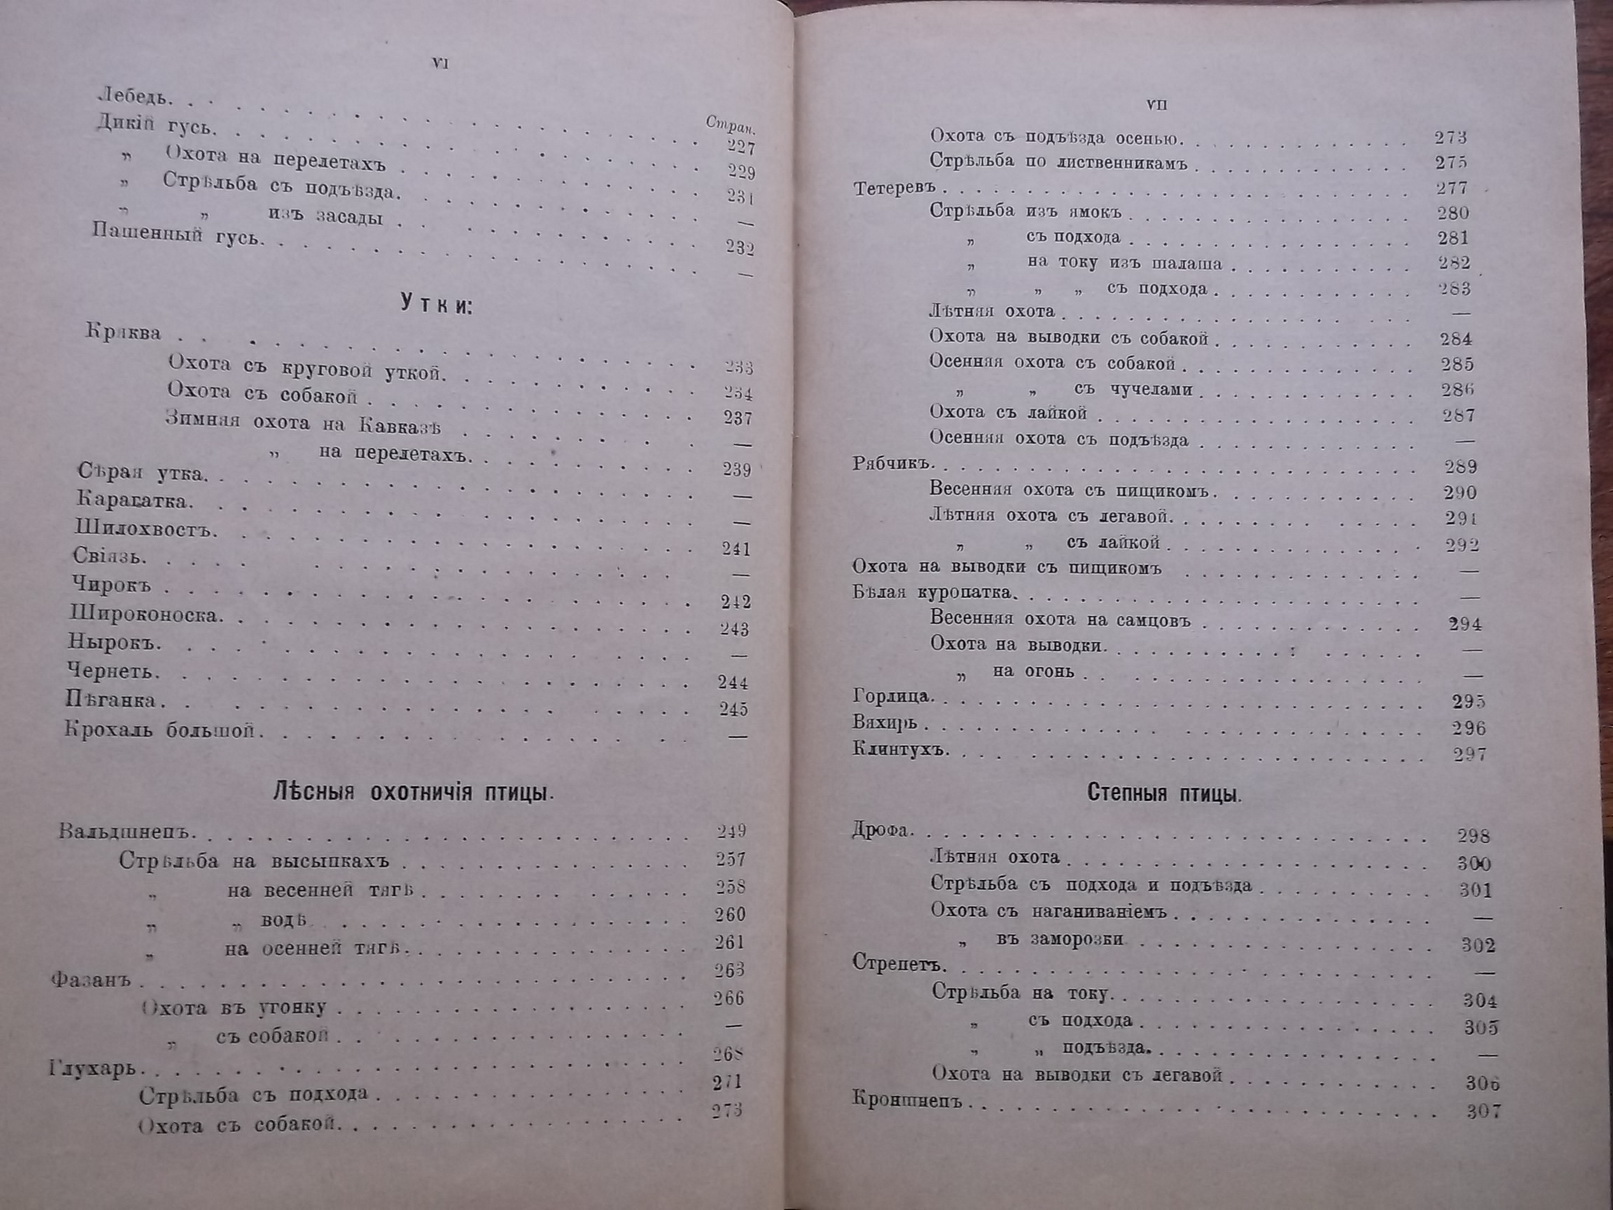 VI
Стран.
Лебедь. . . . . . . . . . 227
Дикій гусь. . . . . . . . . . 229
„ Охота на перелетахъ . . . . . . . . . . 231
„ Стрѣльба съ подъѣзда. . . . . . . . . . —
„ „ изъ засады . . . . . . . . . . 232
Пашенный гусь. . . . . . . . . . —
Утки:
Кряква . . . . . . . . . . 233
Охота съ круговой уткой. . . . . . . . . . 234
Охота съ собакой . . . . . . . . . . 237
Зимняя охота на Кавказѣ . . . . . . . . . . —
„ на перелетахъ. . . . . . . . . . 239
Сѣрая утка. . . . . . . . . . —
Карагатка. . . . . . . . . . —
Шилохвостъ. . . . . . . . . . 241
Свіязь. . . . . . . . . . —
Чирокъ . . . . . . . . . . 242
Широконоска. . . . . . . . . . 243
Нырокъ. . . . . . . . . . —
Чернеть. . . . . . . . . . 244
Пѣганка. . . . . . . . . . 245
Крохаль большой. . . . . . . . . . —
Лѣсныя охотничія птицы.
Вальдшнепъ. . . . . . . . . . 249
Стрѣльба на высыпкахъ . . . . . . . . . . 257
„ на весенней тягѣ . . . . . . . . . . 258
„ „ водѣ . . . . . . . . . . 260
„ на осенней тягѣ. . . . . . . . . . 261
Фазанъ . . . . . . . . . . 263
Охота въ угонку . . . . . . . . . . 266
„ съ собакой . . . . . . . . . . —
Глухарь. . . . . . . . . . 268
Стрѣльба съ подхода . . . . . . . . . . 271
Охота съ собакой. . . . . . . . . . 273
VII
Охота съ подъѣзда осенью. . . . . . . . . . 273
Стрѣльба по лиственникамъ . . . . . . . . . . 275
Тетеревъ . . . . . . . . . . 277
Стрѣльба изъ ямокъ . . . . . . . . . . 280
„ съ подхода . . . . . . . . . . 281
„ на току изъ шалаша . . . . . . . . . . 282
„ „ „ съ подхода . . . . . . . . . . 283
Лѣтняя охота . . . . . . . . . . —
Охота на выводки съ собакой . . . . . . . . . . 284
Осенняя охота съ собакой . . . . . . . . . . 285
„ „ съ чучелами . . . . . . . . . . 286
Охота съ лайкой . . . . . . . . . . 287
Осенняя охота съ подъѣзда . . . . . . . . . . —
Рябчикъ. . . . . . . . . . 289
Весенняя охота съ пищикомъ. . . . . . . . . . 290
Лѣтняя охота съ легавой. . . . . . . . . . 291
„ „ съ лайкой . . . . . . . . . . 292
Охота на выводки съ пищикомъ . . . . . . . . . . —
Бѣлая куропатка. . . . . . . . . . —
Весенняя охота на самцовъ . . . . . . . . . . 294
Охота на выводки. . . . . . . . . . —
„ на огонь . . . . . . . . . . —
Горлица. . . . . . . . . . 295
Вяхирь . . . . . . . . . . 296
Клинтухъ. . . . . . . . . . 297
Степныя птицы.
Дрофа. . . . . . . . . . 298
Лѣтняя охота . . . . . . . . . . 300
Стрѣльба съ подхода и подъѣзда . . . . . . . . . . 301
Охота съ наганиваніемъ . . . . . . . . . . —
„ въ заморозки . . . . . . . . . . 302
Стрепетъ. . . . . . . . . . —
Стрѣльба на току. . . . . . . . . . 304
„ съ подхода . . . . . . . . . . 305
„ „ подъѣзда. . . . . . . . . . —
Охота на выводки съ легавой . . . . . . . . . . 306
Кроншнепъ . . . . . . . . . . 307